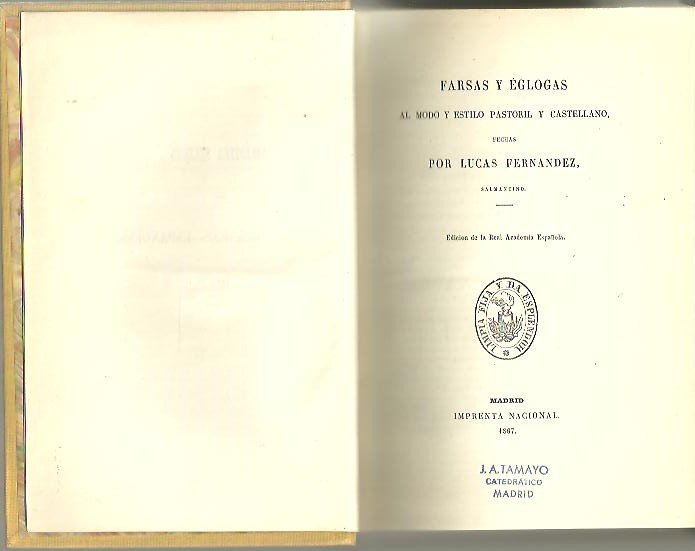 FARSAS Y ÉGLOGAS
AL MODO Y ESTILO PASTORIL Y CASTELLANO,
FECHAS
POR LUCAS FERNANDEZ,
SALMANTINO.
Edicion de la Real Academia Española.
LIMPIA FIJA Y DA ESPLENDOR
MADRID
IMPRENTA NACIONAL.
1867.
J. A. TAMAYO
CATEDRATICO
MADRID